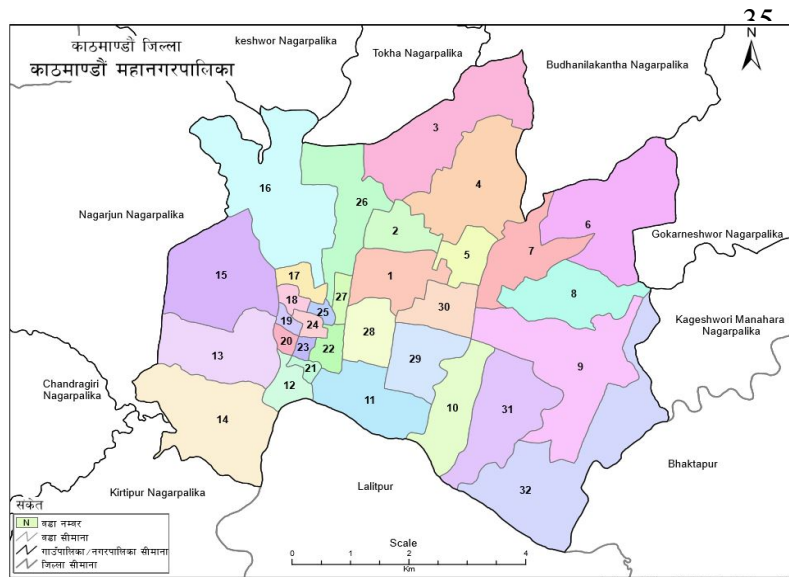 35
काठमाण्डौं जिल्ला
काठमाण्डौं महानगरपालिका
keshwor Nagarpalika
Tokha Nagarpalika
Budhanilakantha Nagarpalika
N
3
4
16
26
6
2
Nagarjun Nagarpalika
Gokarneshwor Nagarpalika
7
5
15
17
1
8
27
18
25
30
19
24
28
Kageshwori Manahara
Nagarpalika
20
23
22
13
29
9
21
Chandragiri
Nagarpalika
12
11
10
31
14
Bhaktapur
Kirtipur Nagarpalika
Lalitpur
32
संकेत
N वडा नम्बर
वडा सीमाना
गाउँपालिका/नगरपालिका सीमाना
जिल्ला सीमाना
Scale
0 2 4
Km